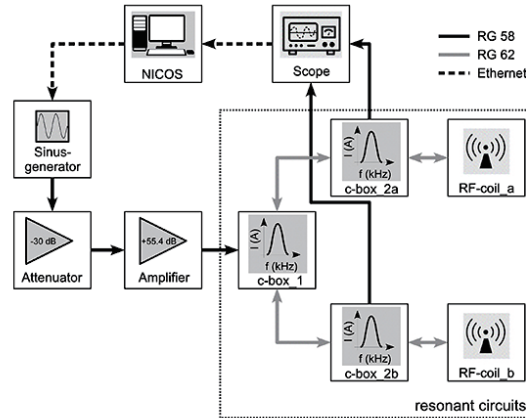 RG 58
RG 62
Ethernet
NICOS
Scope
Sinus-
generator
-30 dB
Attenuator
+55.4 dB
Amplifier
I (A)
f (kHz)
c-box_1
I (A)
f (kHz)
c-box_2a
RF-coil_a
I (A)
f (kHz)
c-box_2b
RF-coil_b
resonant circuits